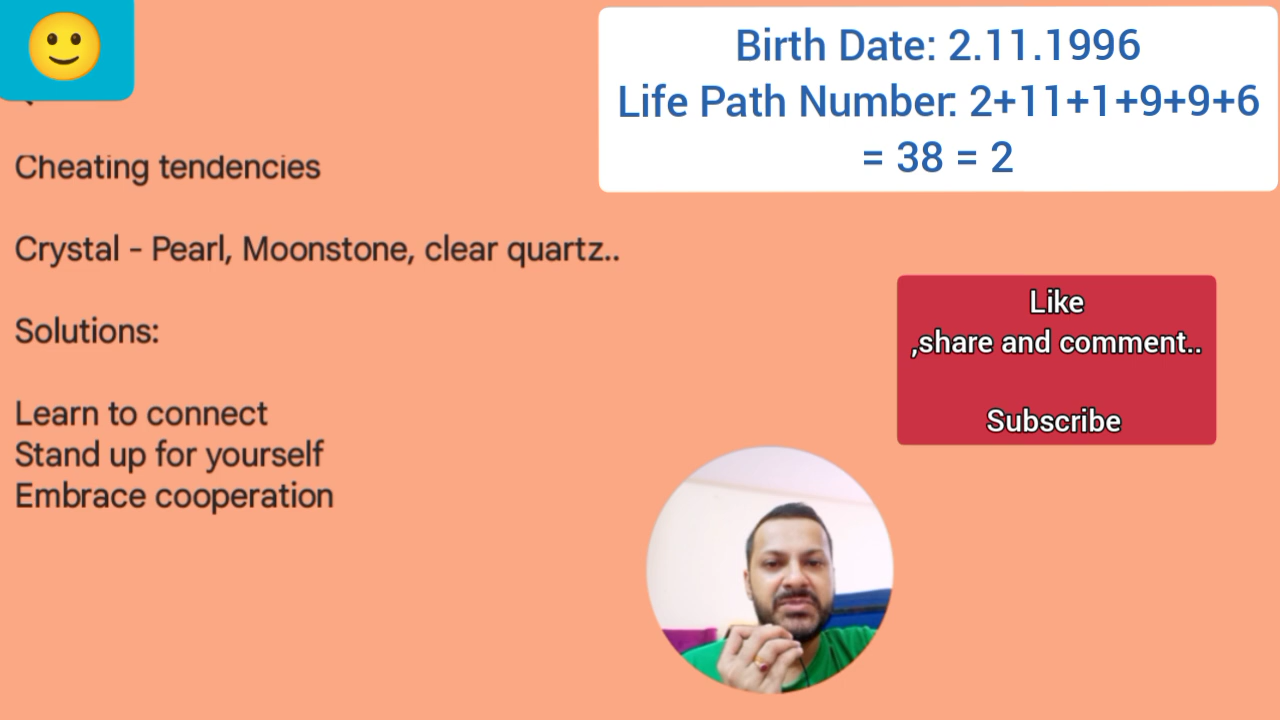 Birth Date: 2.11.1996
Life Path Number: 2+11+1+9+9+6
= 38 = 2
Cheating tendencies
Crystal - Pearl, Moonstone, clear quartz..
Solutions:
Learn to connect
Stand up for yourself
Embrace cooperation
Like
,share and comment..
Subscribe